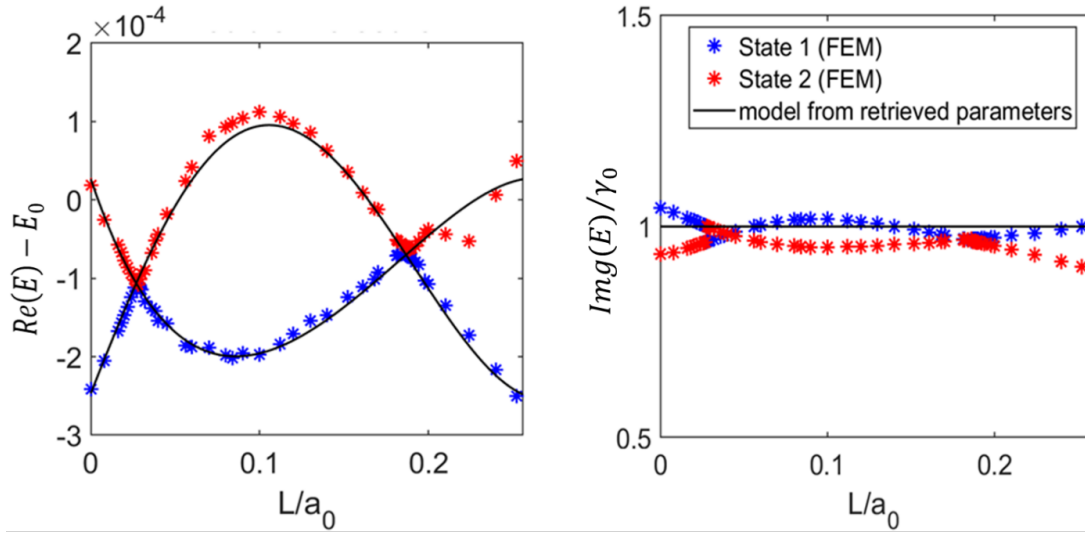 ×10⁻⁴
2
1
0
-1
-2
-3
Re(E) − E₀
0
0.1
0.2
L/a₀
1.5
1
0.5
Img(E)/γ₀
State 1 (FEM)
State 2 (FEM)
model from retrieved parameters
0
0.1
0.2
L/a₀